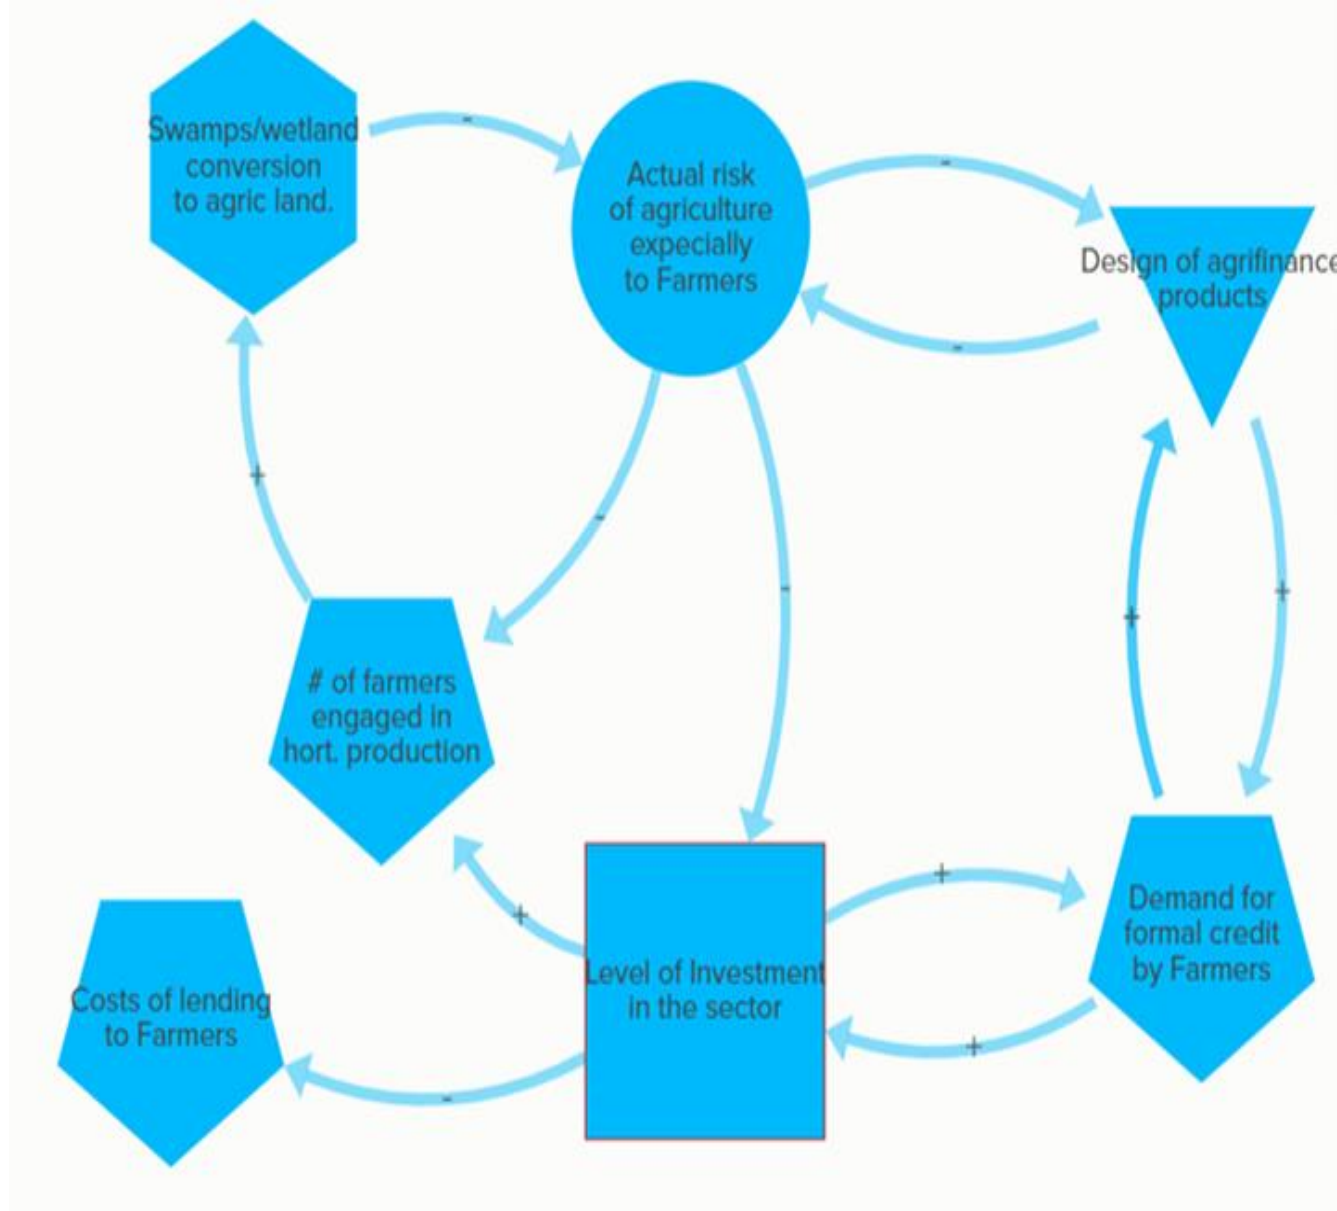 Swamps/wetland
conversion
to agric land.
-
Actual risk
of agriculture
expecially
to Farmers
-
Design of agrifinance
products
-
+
-
-
+
+
# of farmers
engaged in
hort. production
+
+
Demand for
formal credit
by Farmers
Level of Investment
in the sector
Costs of lending
to Farmers
+
-